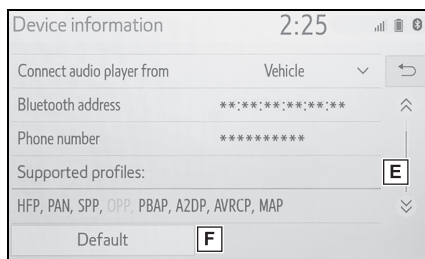 Device information 2:25
Connect audio player from Vehicle
Bluetooth address **:**:**:**:**:**
Phone number **********
Supported profiles:
E
HFP, PAN, SPP, OPP, PBAP, A2DP, AVRCP, MAP
Default
F